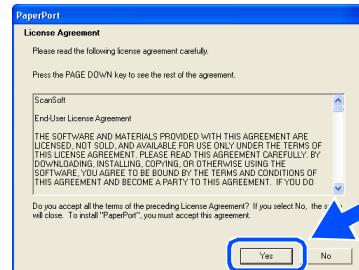 PaperPort
License Agreement
Please read the following license agreement carefully.
Press the PAGE DOWN key to see the rest of the agreement.
ScanSoft
End-User License Agreement
THE SOFTWARE AND MATERIALS PROVIDED WITH THIS AGREEMENT ARE
LICENSED, NOT SOLD, AND AVAILABLE FOR USE ONLY UNDER THE TERMS OF
THIS LICENSE AGREEMENT. PLEASE READ THIS AGREEMENT CAREFULLY. BY
DOWNLOADING, INSTALLING, COPYING, OR OTHERWISE USING THE
SOFTWARE, YOU AGREE TO BE BOUND BY THE TERMS AND CONDITIONS OF
THIS AGREEMENT AND BECOME A PARTY TO THIS AGREEMENT. IF YOU DO
Do you accept all the terms of the preceding License Agreement? If you select No, the
will close. To install "PaperPort", you must accept this agreement.
Yes No